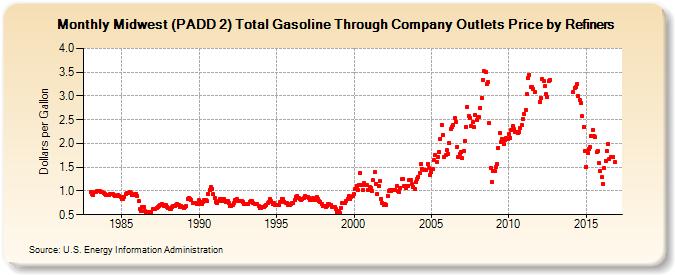 Monthly Midwest (PADD 2) Total Gasoline Through Company Outlets Price by Refiners
Dollars per Gallon
4.0
3.5
3.0
2.5
2.0
1.5
1.0
0.5
1985 1990 1995 2000 2005 2010 2015
Source: U.S. Energy Information Administration